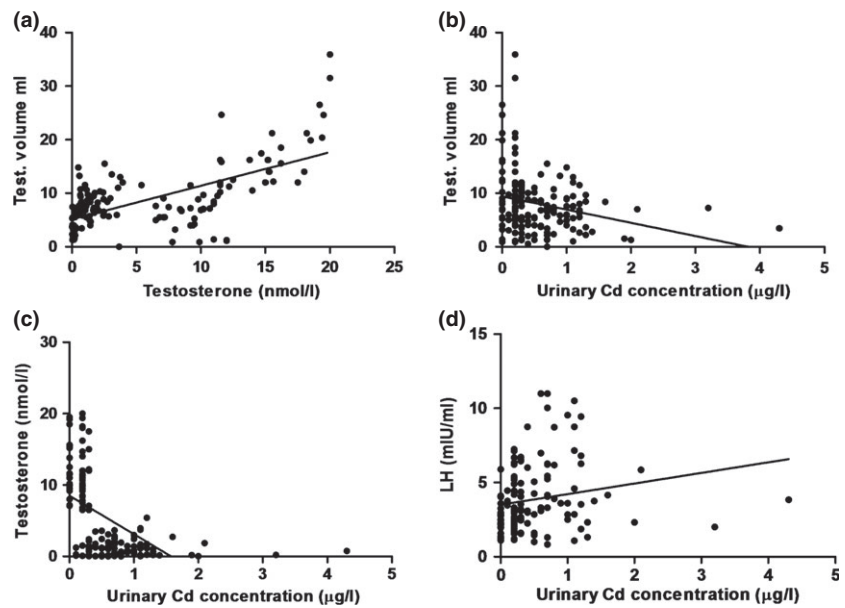 (a)
Test. volume ml
40
30
20
10
0
0 5 10 15 20 25
Testosterone (nmol/l)
(b)
Test. volume ml
40
30
20
10
0
0 1 2 3 4 5
Urinary Cd concentration (μg/l)
(c)
Testosterone (nmol/l)
30
20
10
0
0 1 2 3 4 5
Urinary Cd concentration (μg/l)
(d)
LH (mIU/ml)
15
10
5
0
0 1 2 3 4 5
Urinary Cd concentration (μg/l)